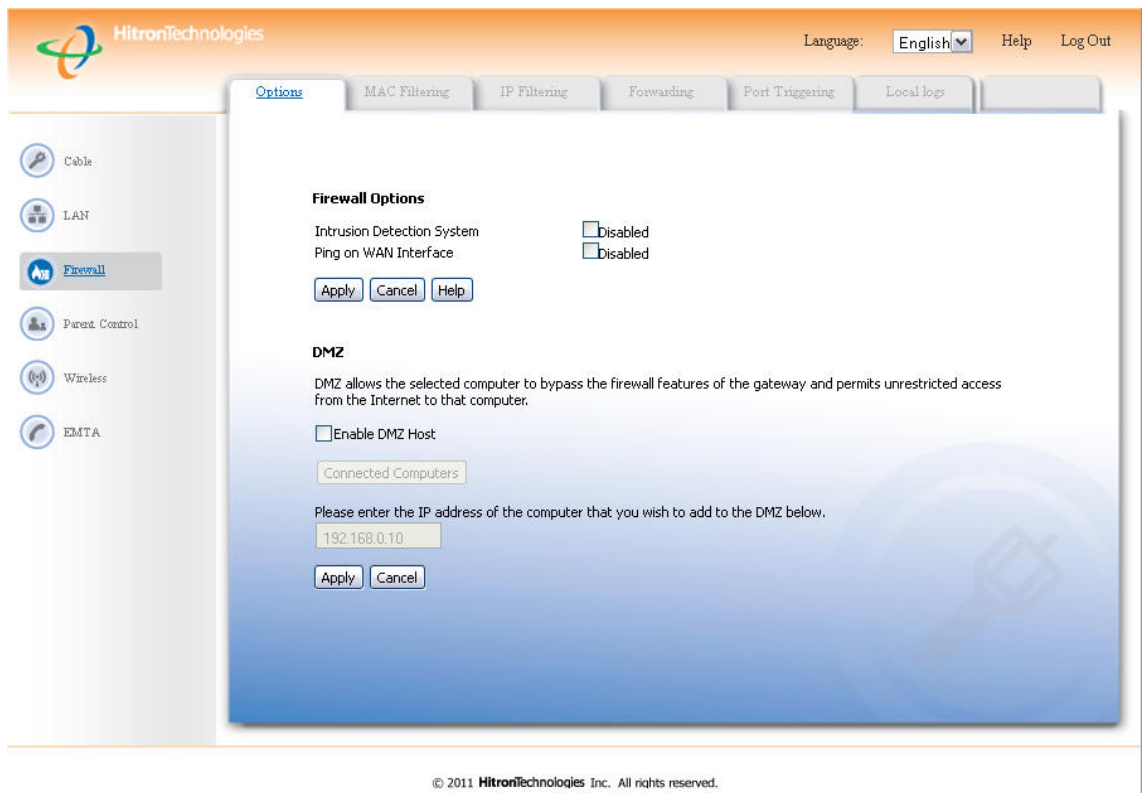 HitronTechnologies
Language: English Help Log Out
Options MAC Filtering IP Filtering Forwarding Port Triggering Local logs
Cable
LAN
Firewall
Parent Control
Wireless
EMTA
Firewall Options
Intrusion Detection System Disabled
Ping on WAN Interface Disabled
Apply Cancel Help
DMZ
DMZ allows the selected computer to bypass the firewall features of the gateway and permits unrestricted access
from the Internet to that computer.
Enable DMZ Host
Connected Computers
Please enter the IP address of the computer that you wish to add to the DMZ below.
192.168.0.10
Apply Cancel
© 2011 HitronTechnologies Inc. All rights reserved.